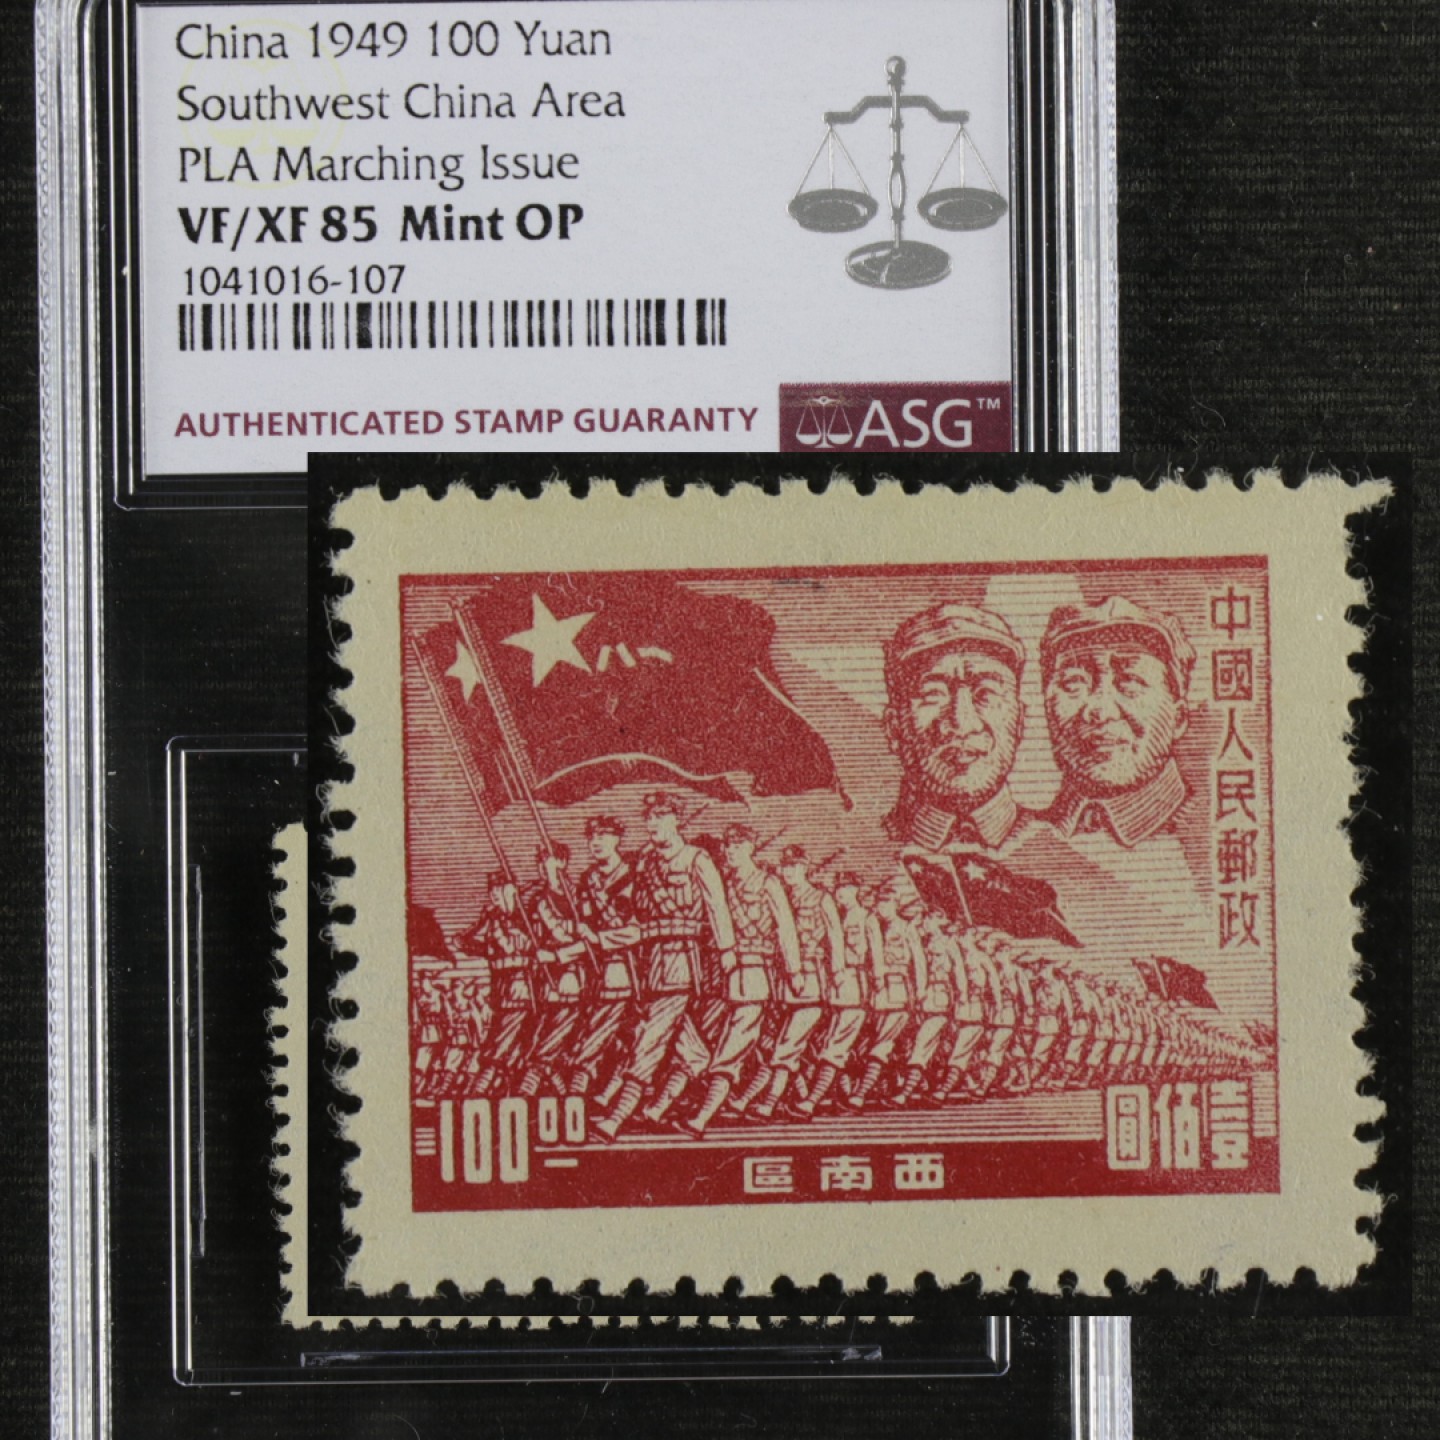 China 1949 100 Yuan
Southwest China Area
PLA Marching Issue
VF/XF 85 Mint OP
1041016-107
AUTHENTICATED STAMP GUARANTY
ASG™
八一
中國人民郵政
100.00
壹佰圓
西南區